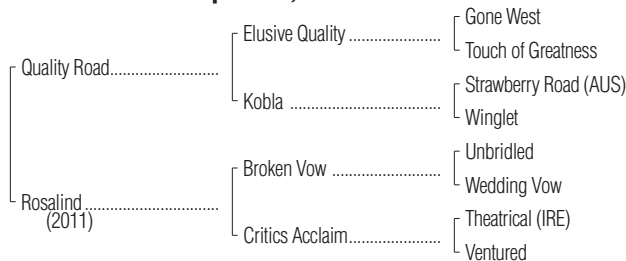 Gone West
Elusive Quality
Touch of Greatness
Quality Road
Strawberry Road (AUS)
Kobla
Winglet
Unbridled
Broken Vow
Wedding Vow
Rosalind
(2011)
Theatrical (IRE)
Critics Acclaim
Ventured